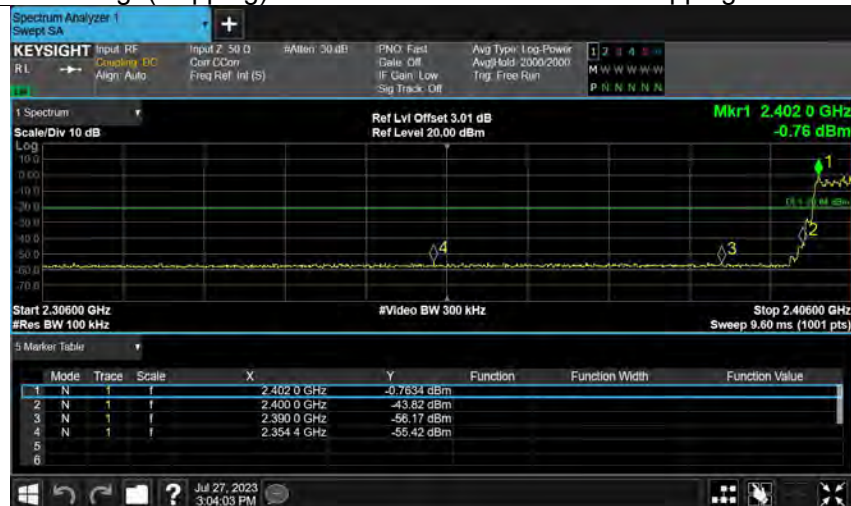 Spectrum Analyzer 1
Swept SA
+
KEYSIGHT Input: RF Input Z: 50 Ω #Atten: 30 dB PNO: Fast Avg Type: Log-Power 1 2 3 4 5 6
RL Coupling: DC Corr CCorr Gate: Off Avg|Hold: 2000/2000 M W W W W W
Align: Auto Freq Ref: Int (S) IF Gain: Low Trig: Free Run
Sig Track: Off P N N N N N
1 Spectrum Ref Lvl Offset 3.01 dB Mkr1 2.402 0 GHz
Scale/Div 10 dB Ref Level 20.00 dBm -0.76 dBm
Log
10.0
0.00
-10.0
-20.0
-30.0
-40.0
-50.0
-60.0
-70.0
1
2
3
4
Start 2.30600 GHz #Video BW 300 kHz Stop 2.40600 GHz
#Res BW 100 kHz Sweep 9.60 ms (1001 pts)
5 Marker Table
Mode Trace Scale X Y Function Function Width Function Value
1 N 1 f 2.402 0 GHz -0.7634 dBm
2 N 1 f 2.400 0 GHz -43.82 dBm
3 N 1 f 2.390 0 GHz -56.17 dBm
4 N 1 f 2.354 4 GHz -55.42 dBm
5
6
? Jul 27, 2023
3:04:03 PM